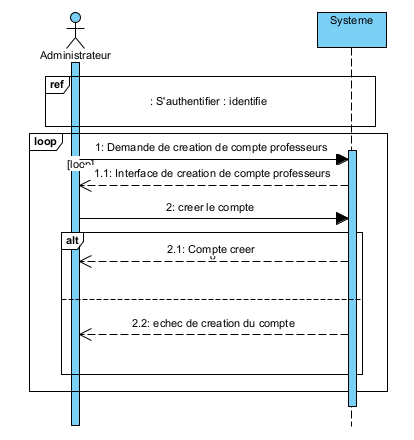 Systeme
Administrateur
ref
: S'authentifier : identifie
loop
1: Demande de creation de compte professeurs
[loop]
1.1: Interface de creation de compte professeurs
2: creer le compte
alt
2.1: Compte creer
2.2: echec de creation du compte